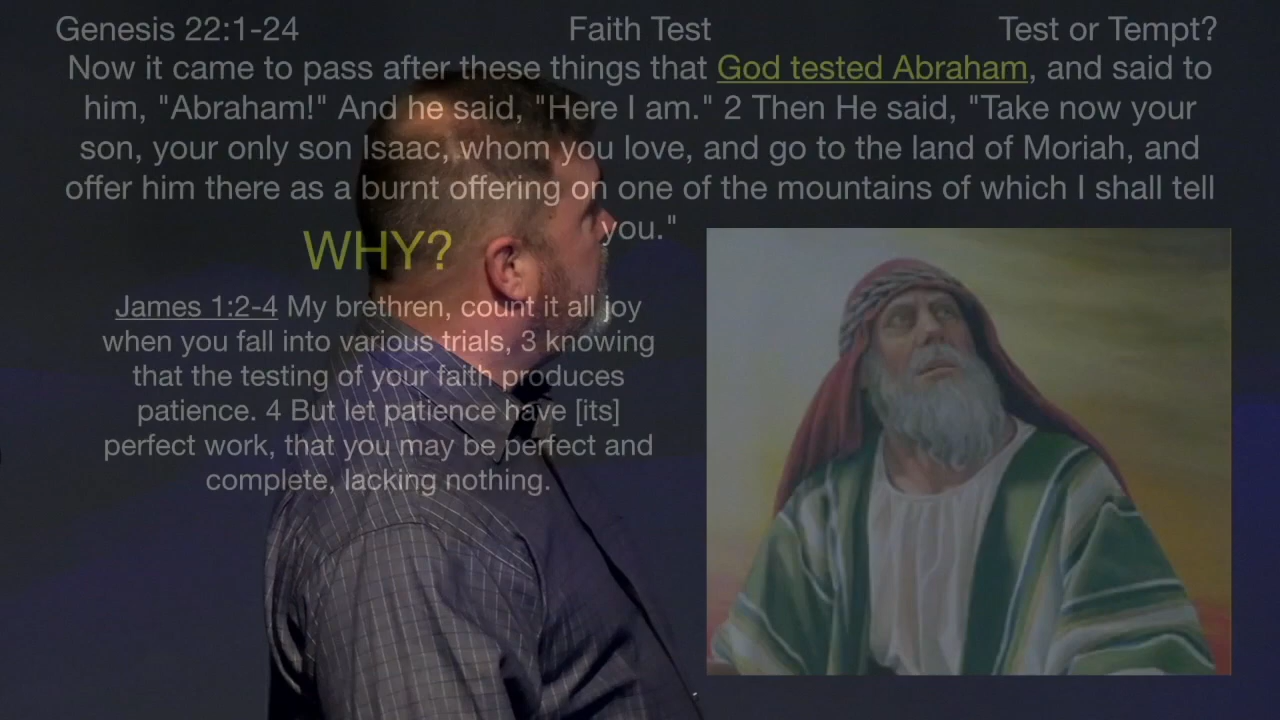 Genesis 22:1-24 Faith Test Test or Tempt?
Now it came to pass after these things that God tested Abraham, and said to
him, "Abraham!" And he said, "Here I am." 2 Then He said, "Take now your
son, your only son Isaac, whom you love, and go to the land of Moriah, and
offer him there as a burnt offering on one of the mountains of which I shall tell
you."
WHY?
James 1:2-4 My brethren, count it all joy
when you fall into various trials, 3 knowing
that the testing of your faith produces
patience. 4 But let patience have [its]
perfect work, that you may be perfect and
complete, lacking nothing.